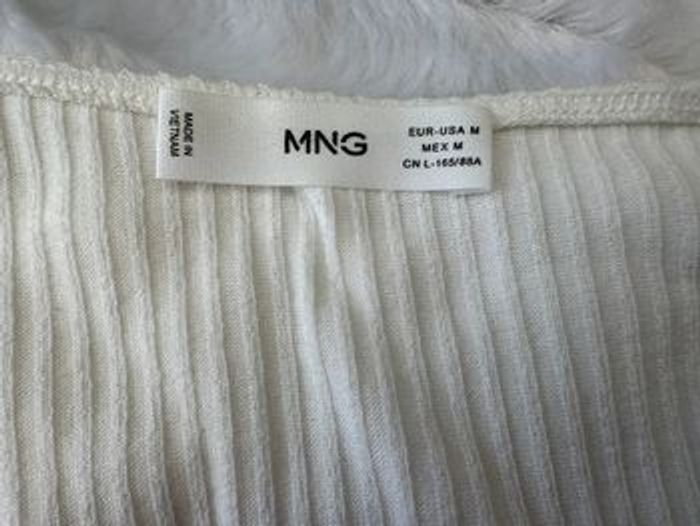 MADE IN
VIETNAM
MNG
EUR-USA M
MEX M
CN L-165/88A